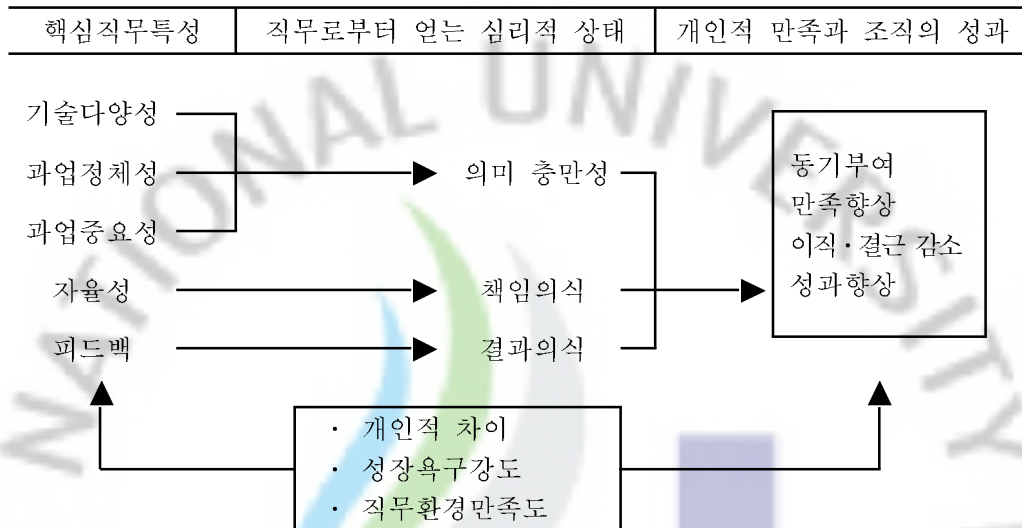 핵심직무특성 직무로부터 얻는 심리적 상태 개인적 만족과 조직의 성과
기술다양성
과업정체성 의미 충만성
과업중요성
자율성 책임의식
피드백 결과의식
동기부여
만족향상
이직·결근 감소
성과향상
· 개인적 차이
· 성장욕구강도
· 직무환경만족도
NATIONAL UNIVERSITY